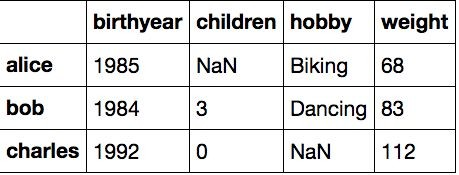 birthyear children hobby weight
alice 1985 NaN Biking 68
bob 1984 3 Dancing 83
charles 1992 0 NaN 112